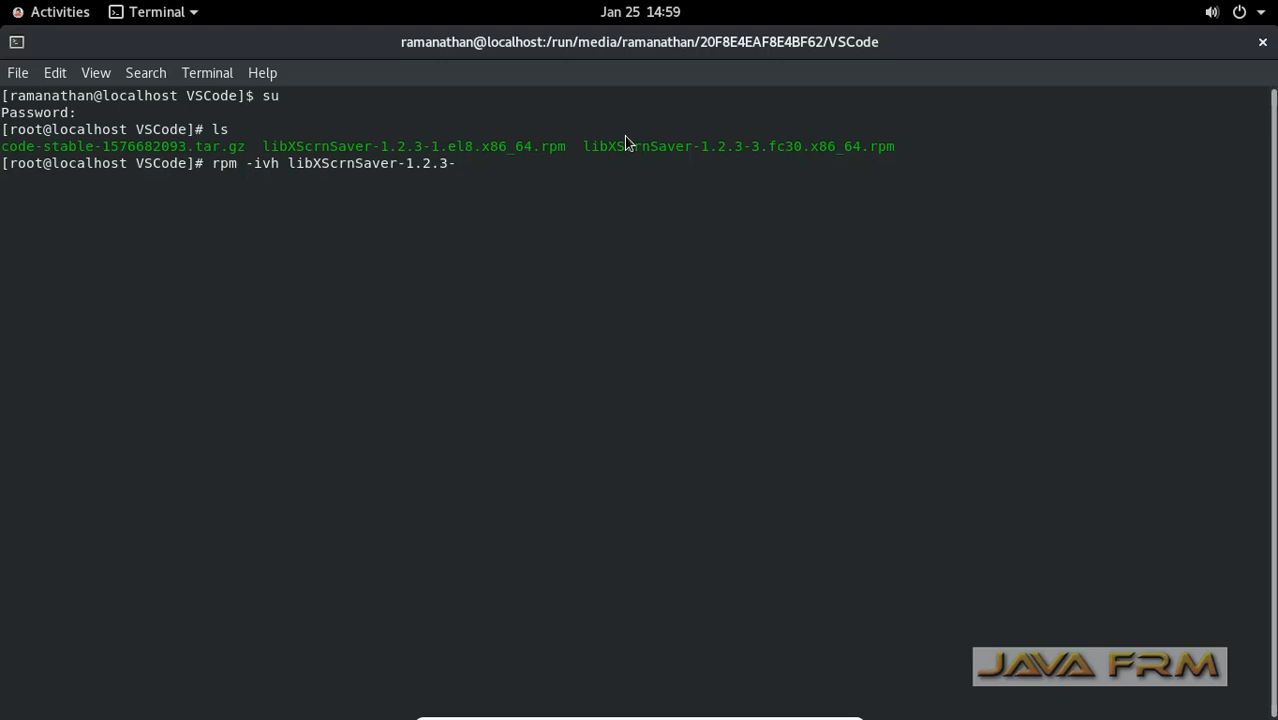 Activities Terminal Jan 25 14:59
ramanathan@localhost:/run/media/ramanathan/20F8E4EAF8E4BF62/VSCode
File Edit View Search Terminal Help
[ramanathan@localhost VSCode]$ su
Password:
[root@localhost VSCode]# ls
code-stable-1576682093.tar.gz libXScrnSaver-1.2.3-1.el8.x86_64.rpm libXScrnSaver-1.2.3-3.fc30.x86_64.rpm
[root@localhost VSCode]# rpm -ivh libXScrnSaver-1.2.3-
JAVA FRM